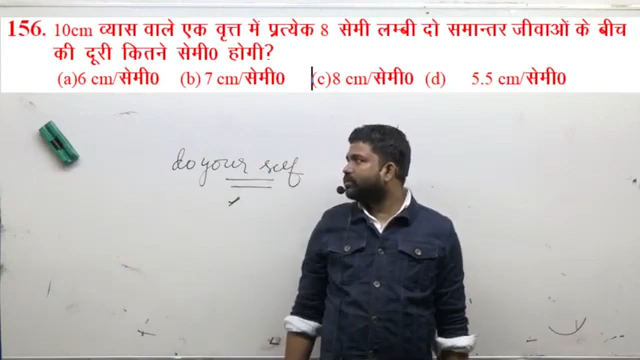 156. 10cm व्यास वाले एक वृत्त में प्रत्येक 8 सेमी लम्बी दो समान्तर जीवाओं के बीच
की दूरी कितने सेमी0 होगी?
(a)6 cm/सेमी0 (b) 7 cm/सेमी0 (c)8 cm/सेमी0 (d) 5.5 cm/सेमी0
do your self